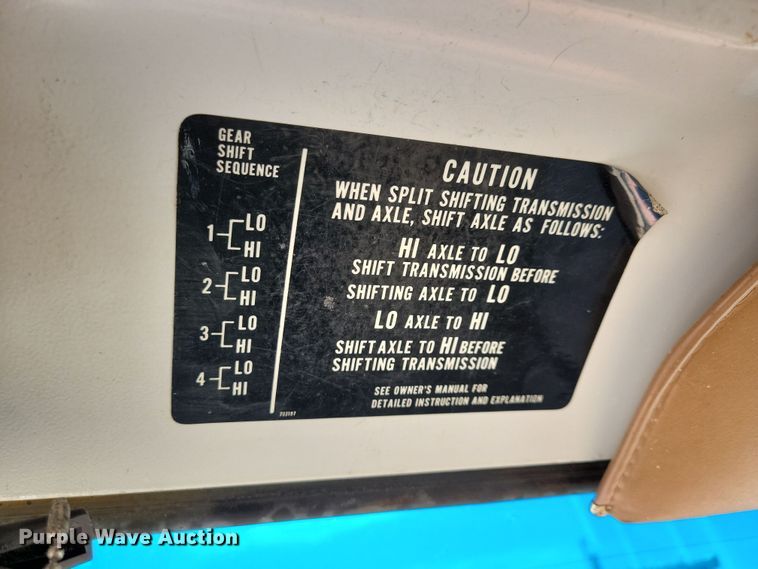 GEAR
SHIFT
SEQUENCE
1 LO
HI
2 LO
HI
3 LO
HI
4 LO
HI
CAUTION
WHEN SPLIT SHIFTING TRANSMISSION
AND AXLE, SHIFT AXLE AS FOLLOWS:
HI AXLE TO LO
SHIFT TRANSMISSION BEFORE
SHIFTING AXLE TO LO
LO AXLE TO HI
SHIFT AXLE TO HI BEFORE
SHIFTING TRANSMISSION
SEE OWNER'S MANUAL FOR
DETAILED INSTRUCTION AND EXPLANATION
Purple Wave Auction